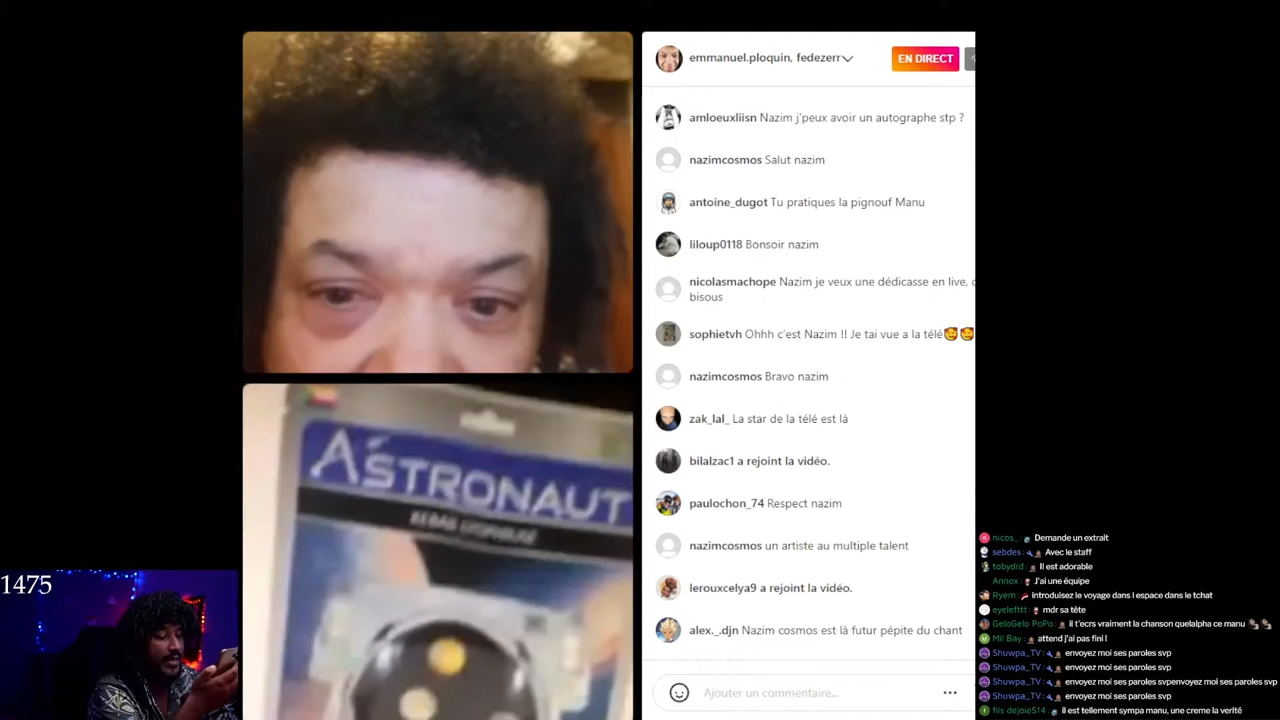 emmanuel.ploquin, fedezerr
EN DIRECT
amloeuxliisn Nazim j'peux avoir un autographe stp ?
nazimcosmos Salut nazim
antoine_dugot Tu pratiques la pignouf Manu
liloup0118 Bonsoir nazim
nicolasmachope Nazim je veux une dédicasse en live,
bisous
sophietvh Ohhh c'est Nazim !! Je tai vue a la télé🥰🥰
nazimcosmos Bravo nazim
zak_lal_ La star de la télé est là
bilalzac1 a rejoint la vidéo.
paulochon_74 Respect nazim
nazimcosmos un artiste au multiple talent
lerouxcelya9 a rejoint la vidéo.
alex._.djn Nazim cosmos est là futur pépite du chant
Ajouter un commentaire...
ASTRONAUT
1475
nicos_ : Demande un extrait
sebdes : Avec le staff
tobydrd : Il est adorable
Annox : J'ai une équipe
Ryem : introduisez le voyage dans l espace dans le tchat
eyelefttt : mdr sa tête
GeloGelo PoPo : il t'ecrs vraiment la chanson quelalpha ce manu
Mil Bay : attend j'ai pas fini !
Shuwpa_TV : envoyez moi ses paroles svp
Shuwpa_TV : envoyez moi ses paroles svp
Shuwpa_TV : envoyez moi ses paroles svpenvoyez moi ses paroles svp
Shuwpa_TV : envoyez moi ses paroles svp
fiis dejoie514 : il est tellement sympa manu, une creme la verité